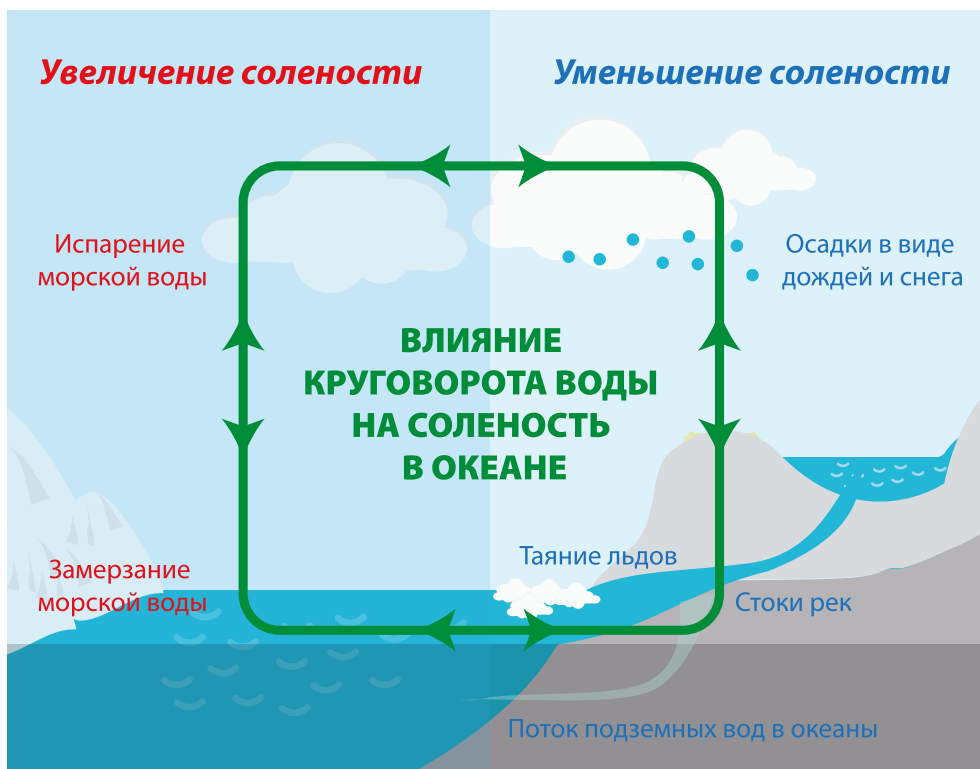 Увеличение солености
Уменьшение солености
Испарение
морской воды
Осадки в виде
дождей и снега
ВЛИЯНИЕ
КРУГОВОРОТА ВОДЫ
НА СОЛЕНОСТЬ
В ОКЕАНЕ
Замерзание
морской воды
Таяние льдов
Стоки рек
Поток подземных вод в океаны